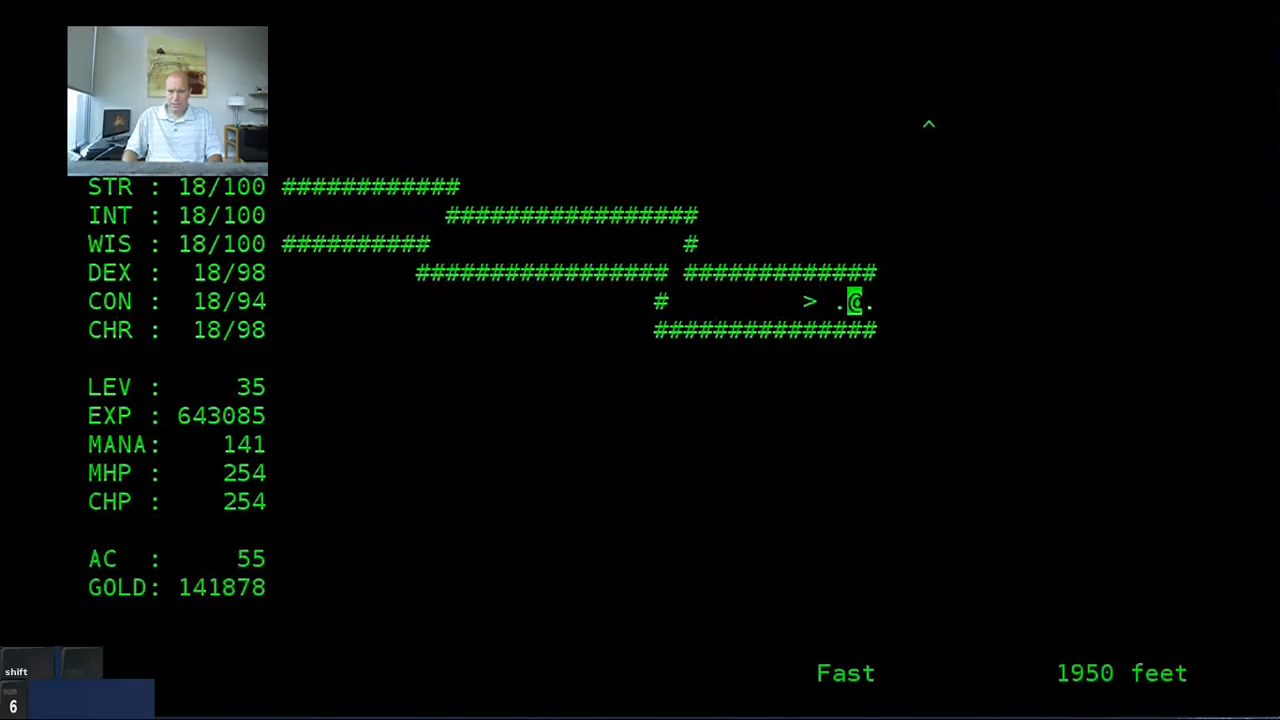 ^
STR : 18/100 ############
INT : 18/100 #################
WIS : 18/100 ########## #
DEX : 18/98 ################# #############
CON : 18/94 # > .@.
CHR : 18/98 ###############
LEV : 35
EXP : 643085
MANA: 141
MHP : 254
CHP : 254
AC : 55
GOLD: 141878
shift
num
6
Fast 1950 feet